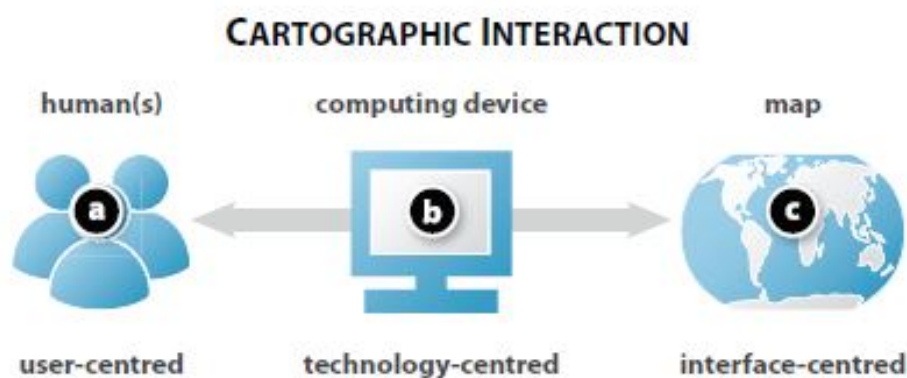 CARTOGRAPHIC INTERACTION
human(s) computing device map
a b c
user-centred technology-centred interface-centred